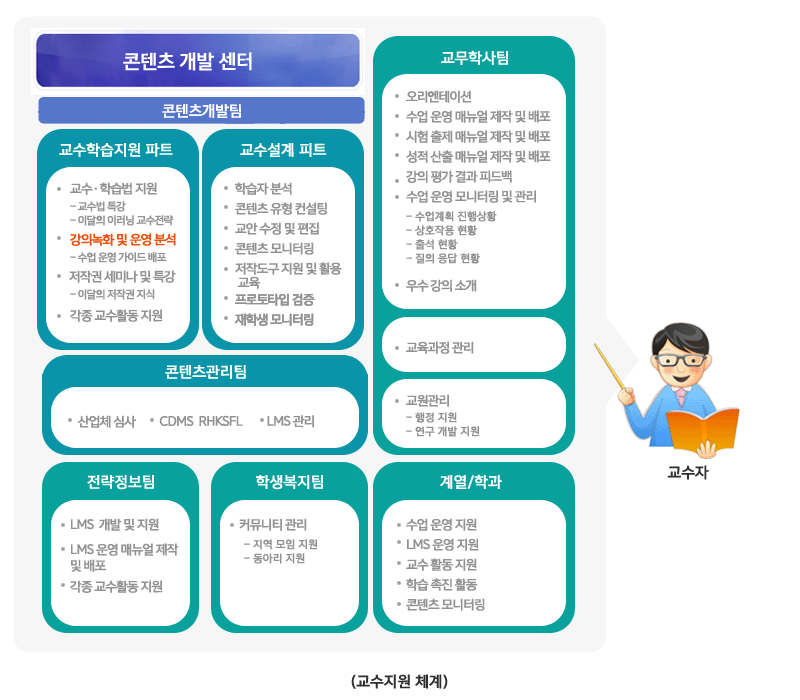 콘텐츠 개발 센터
콘텐츠개발팀
교수학습지원 파트
• 교수·학습법 지원
– 교수법 특강
– 이달의 이러닝 교수전략
강의녹화 및 운영 분석
– 수업 운영 가이드 배포
• 저작권 세미나 및 특강
– 이달의 저작권 지식
• 각종 교수활동 지원
교수설계 피트
• 학습자 분석
• 콘텐츠 유형 컨설팅
• 교안 수정 및 편집
• 콘텐츠 모니터링
• 저작도구 지원 및 활용
교육
• 프로토타입 검증
• 재학생 모니터링
콘텐츠관리팀
• 산업체 심사 • CDMS RHKSFL • LMS 관리
교무학사팀
• 오리엔테이션
• 수업 운영 매뉴얼 제작 및 배포
• 시험 출제 매뉴얼 제작 및 배포
• 성적 산출 매뉴얼 제작 및 배포
• 강의 평가 결과 피드백
• 수업 운영 모니터링 및 관리
– 수업계획 진행상황
– 상호작용 현황
– 출석 현황
– 질의 응답 현황
• 우수 강의 소개
• 교육과정 관리
• 교원관리
– 행정 지원
– 연구 개발 지원
전략정보팀
• LMS 개발 및 지원
• LMS 운영 매뉴얼 제작
및 배포
• 각종 교수활동 지원
학생복지팀
• 커뮤니티 관리
– 지역 모임 지원
– 동아리 지원
계열/학과
• 수업 운영 지원
• LMS 운영 지원
• 교수 활동 지원
• 학습 촉진 활동
• 콘텐츠 모니터링
교수자
(교수지원 체계)